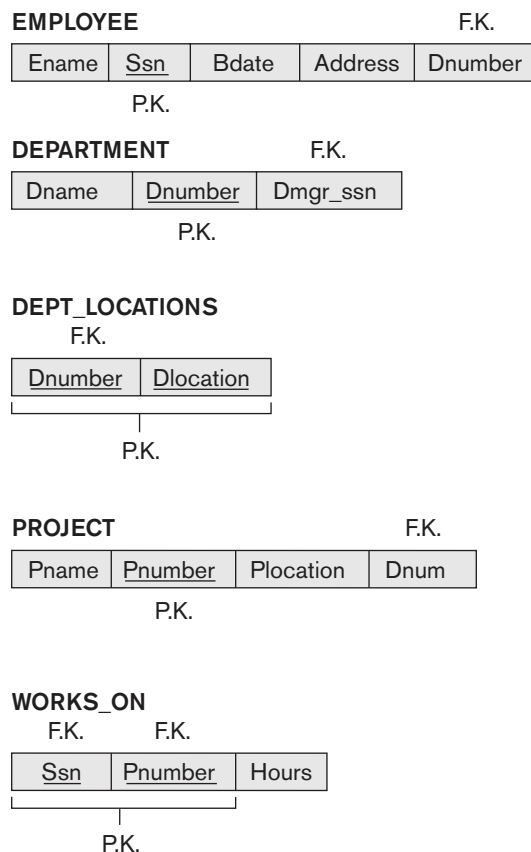 EMPLOYEE F.K.
Ename Ssn Bdate Address Dnumber
P.K.
DEPARTMENT F.K.
Dname Dnumber Dmgr_ssn
P.K.
DEPT_LOCATIONS
F.K.
Dnumber Dlocation
P.K.
PROJECT F.K.
Pname Pnumber Plocation Dnum
P.K.
WORKS_ON
F.K. F.K.
Ssn Pnumber Hours
P.K.